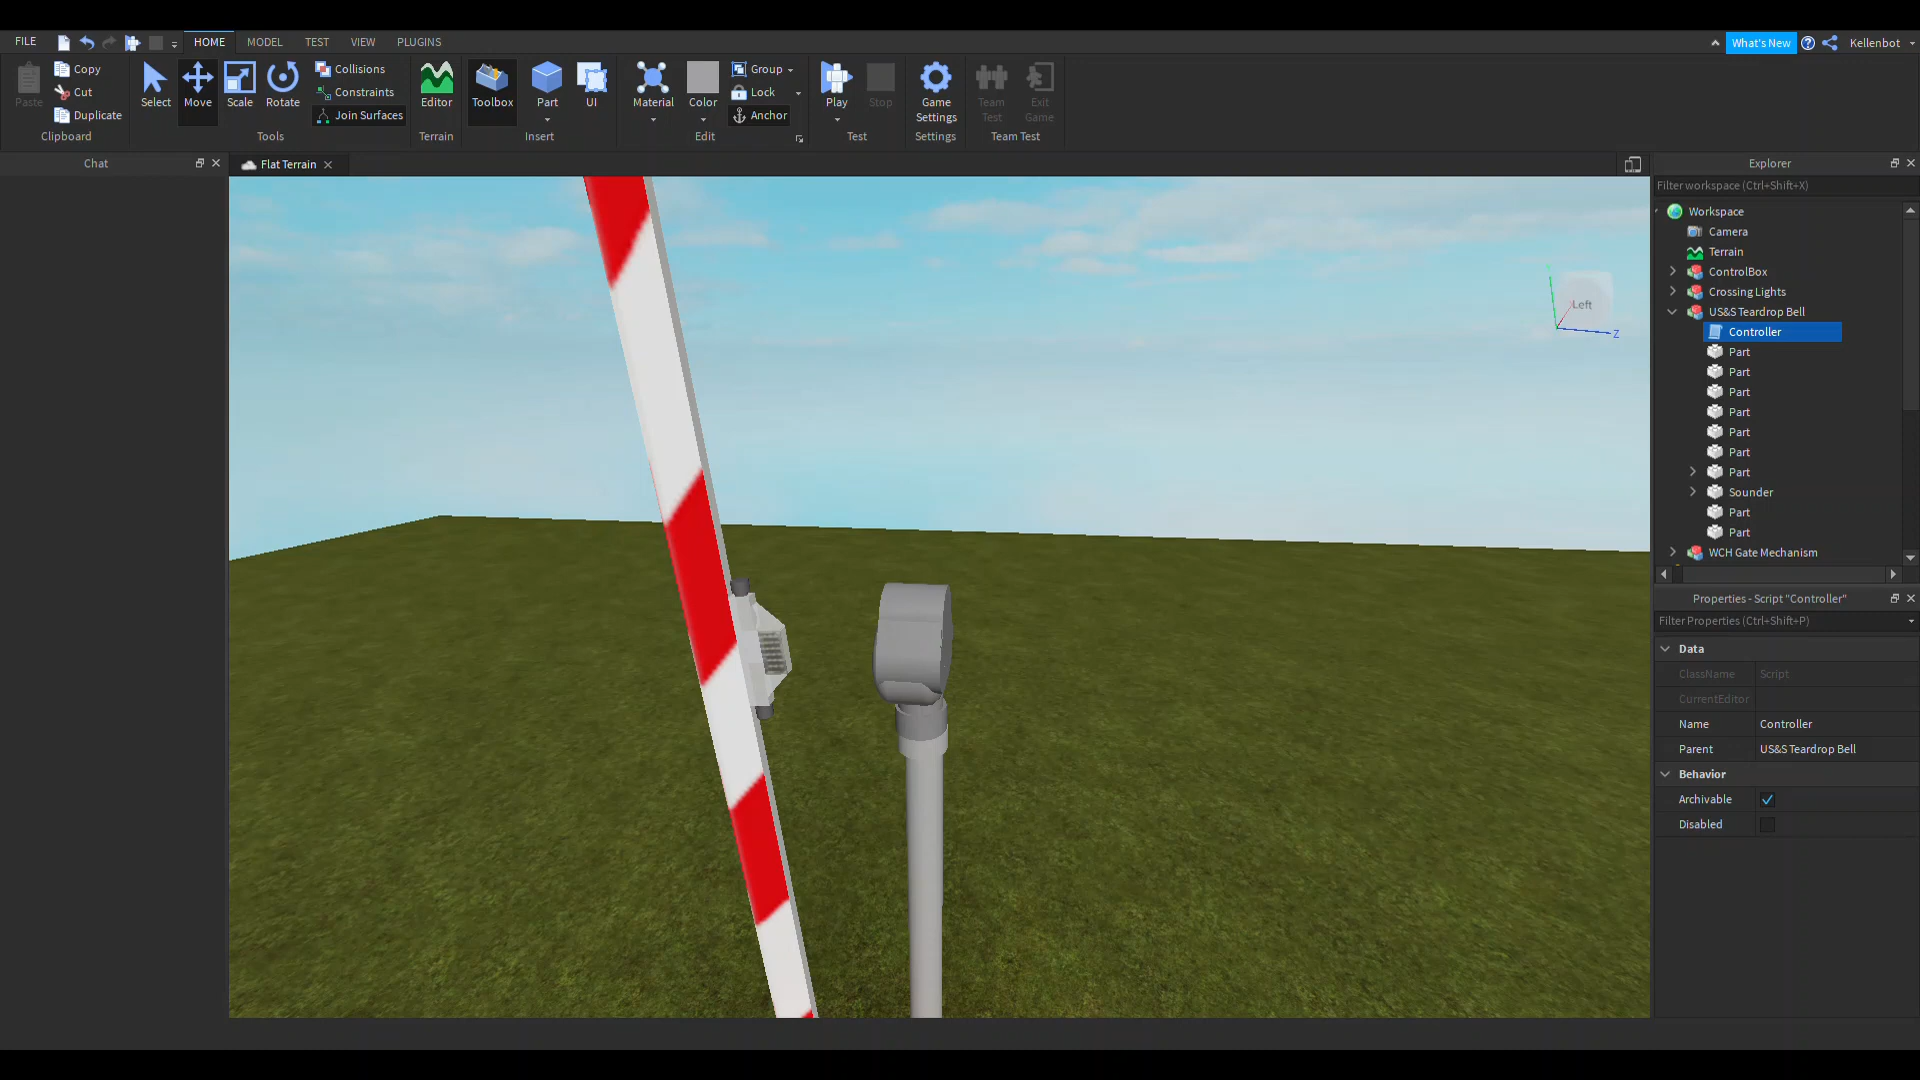 FILE
HOME
MODEL
TEST
VIEW
PLUGINS
What's New
Kellenbot
Paste
Copy
Cut
Duplicate
Clipboard
Select
Move
Scale
Rotate
Collisions
Constraints
Join Surfaces
Tools
Editor
Terrain
Toolbox
Part
UI
Insert
Material
Color
Group
Lock
Anchor
Edit
Play
Stop
Test
Game
Settings
Settings
Team
Test
Exit
Game
Team Test
Chat
Flat Terrain
Left
Z
Explorer
Filter workspace (Ctrl+Shift+X)
Workspace
Camera
Terrain
ControlBox
Crossing Lights
US&S Teardrop Bell
Controller
Part
Part
Part
Part
Part
Part
Part
Sounder
Part
Part
WCH Gate Mechanism
Properties - Script "Controller"
Filter Properties (Ctrl+Shift+P)
Data
ClassName Script
CurrentEditor
Name Controller
Parent US&S Teardrop Bell
Behavior
Archivable
Disabled